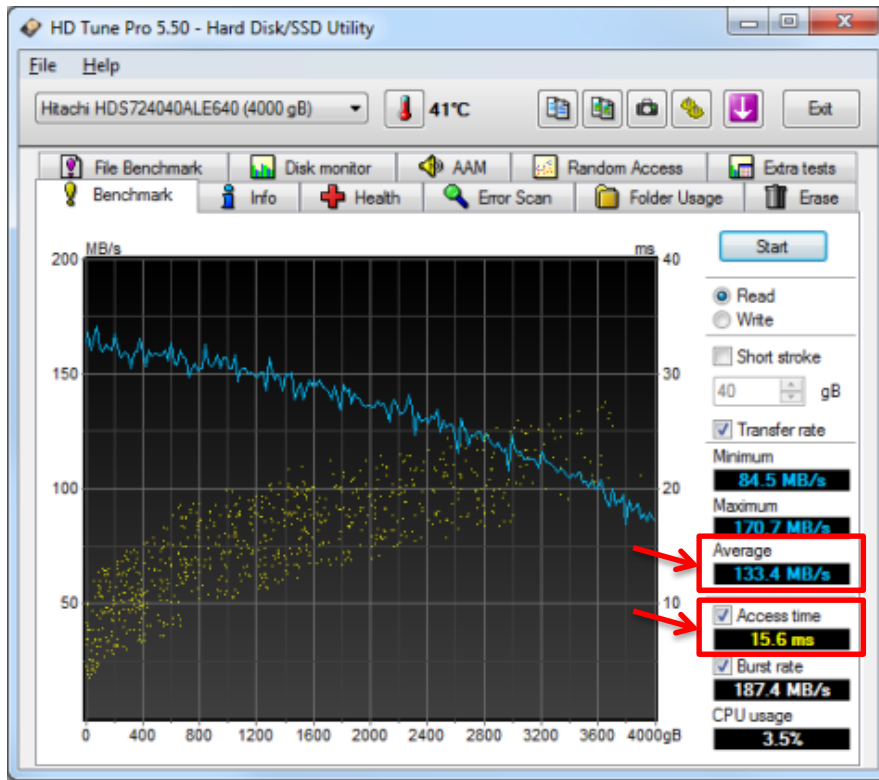 HD Tune Pro 5.50 - Hard Disk/SSD Utility
File Help
Hitachi HDS724040ALE640 (4000 gB) 41°C Exit
File Benchmark Disk monitor AAM Random Access Extra tests
Benchmark Info Health Error Scan Folder Usage Erase
MB/s ms
200 40
150 30
100 20
50 10
0 400 800 1200 1600 2000 2400 2800 3200 3600 4000gB
Start
Read
Write
Short stroke
40 gB
Transfer rate
Minimum
84.5 MB/s
Maximum
170.7 MB/s
Average
133.4 MB/s
Access time
15.6 ms
Burst rate
187.4 MB/s
CPU usage
3.5%